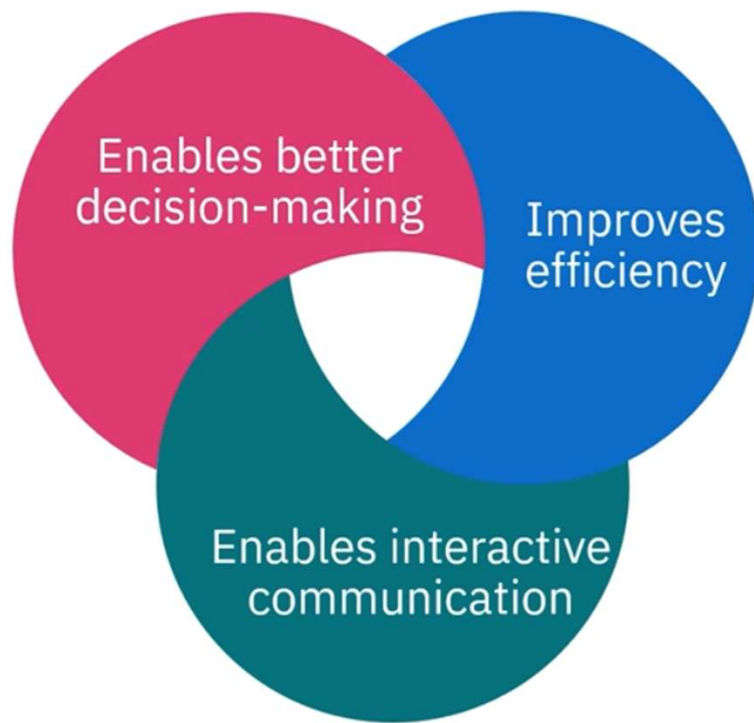 Enables better
decision-making
Improves
efficiency
Enables interactive
communication